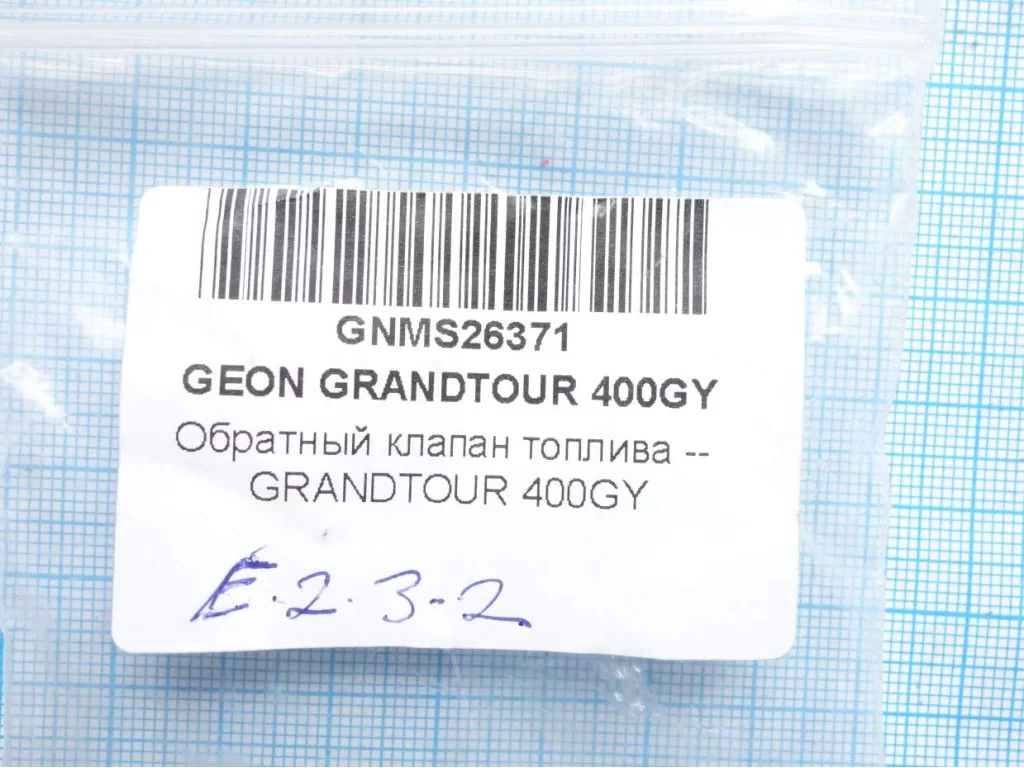 GNMS26371
GEON GRANDTOUR 400GY
Обратный клапан топлива --
GRANDTOUR 400GY
E.2.3-2